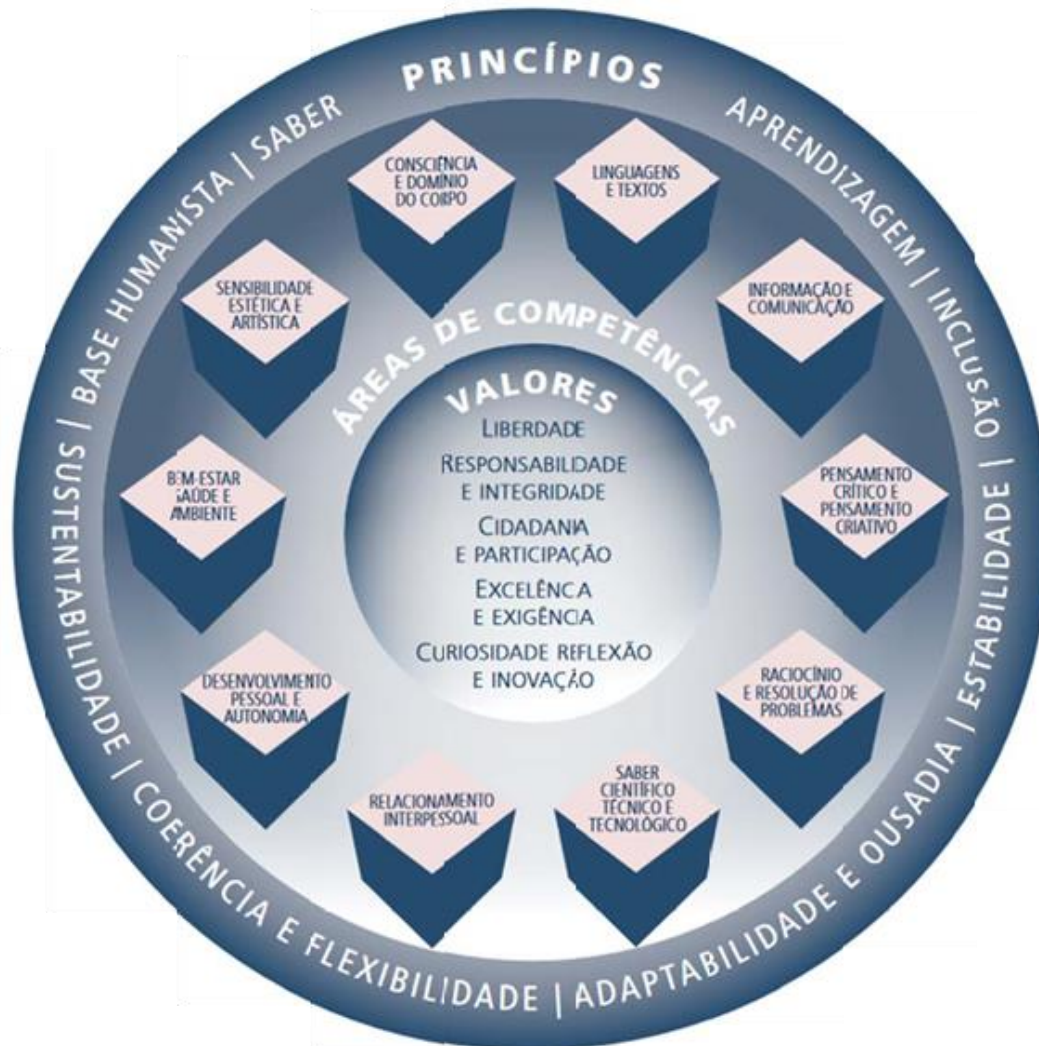 PRINCÍPIOS
APRENDIZAGEM | INCLUSÃO | ESTABILIDADE | ADAPTABILIDADE E OUSADIA | COERÊNCIA E FLEXIBILIDADE | SUSTENTABILIDADE | BASE HUMANISTA | SABER
ÁREAS DE COMPETÊNCIAS
LINGUAGENS
E TEXTOS
INFORMAÇÃO E
COMUNICAÇÃO
PENSAMENTO
CRÍTICO E
PENSAMENTO
CRIATIVO
RACIOCÍNIO
E RESOLUÇÃO DE
PROBLEMAS
SABER
CIENTÍFICO
TÉCNICO E
TECNOLÓGICO
RELACIONAMENTO
INTERPESSOAL
DESENVOLVIMENTO
PESSOAL E
AUTONOMIA
BEM-ESTAR
SAÚDE E
AMBIENTE
SENSIBILIDADE
ESTÉTICA E
ARTÍSTICA
CONSCIÊNCIA
E DOMÍNIO
DO CORPO
VALORES
LIBERDADE
RESPONSABILIDADE
E INTEGRIDADE
CIDADANIA
E PARTICIPAÇÃO
EXCELÊNCIA
E EXIGÊNCIA
CURIOSIDADE REFLEXÃO
E INOVAÇÃO